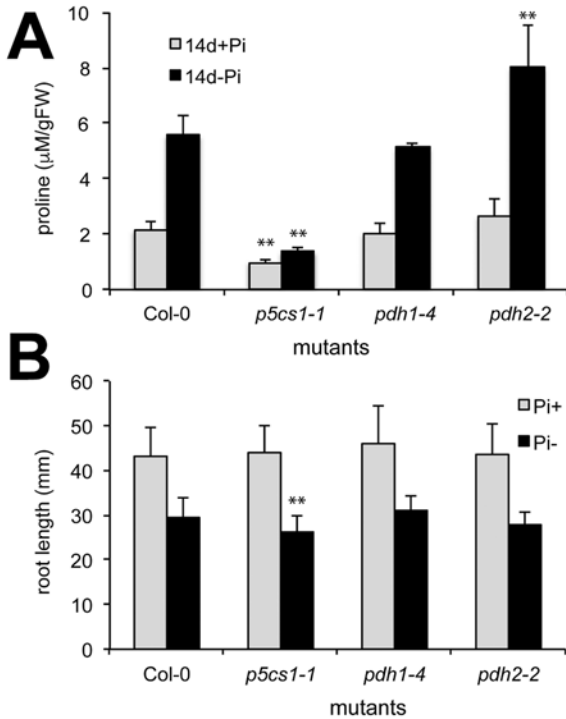 A
10
8
6
4
2
0
proline (µM/gFW)
14d+Pi
14d-Pi
**
**
**
Col-0 p5cs1-1 pdh1-4 pdh2-2
mutants
B
60
50
40
30
20
10
0
root length (mm)
Pi+
Pi-
**
Col-0 p5cs1-1 pdh1-4 pdh2-2
mutants